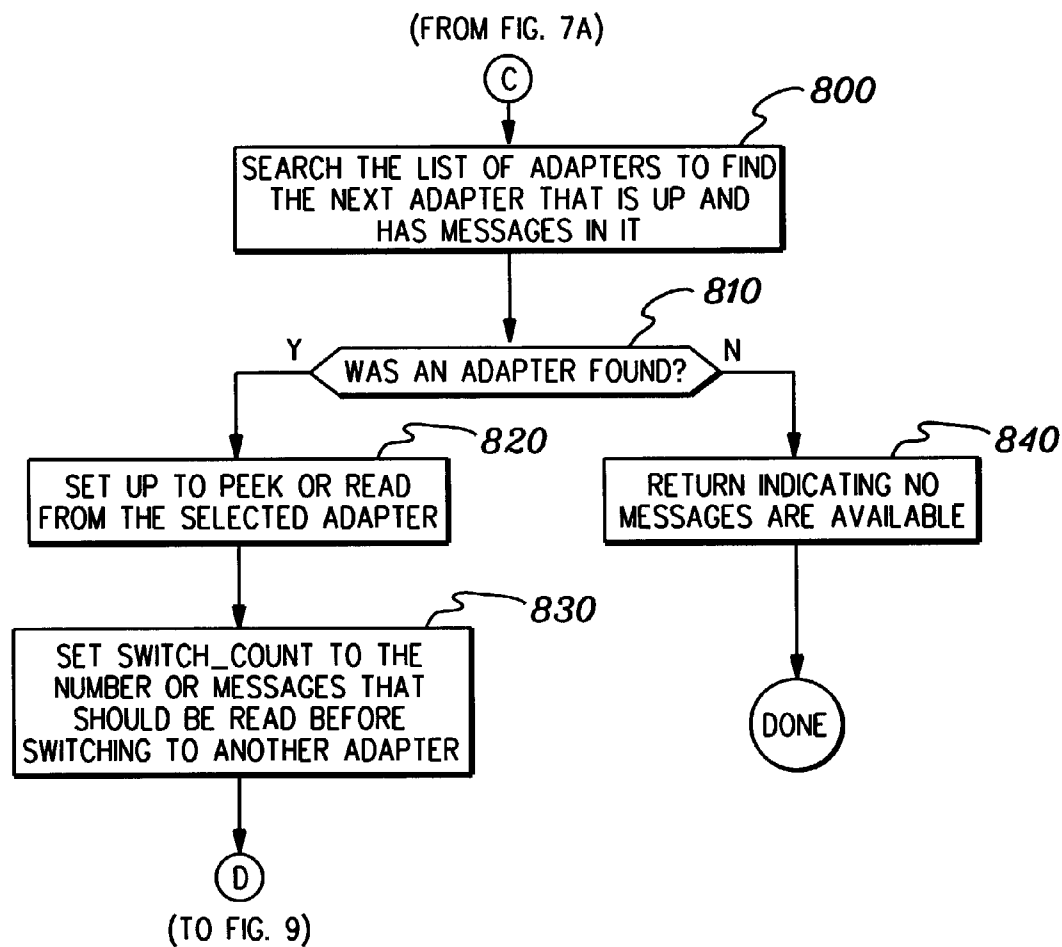 (FROM FIG. 7A)
C
800
SEARCH THE LIST OF ADAPTERS TO FIND
THE NEXT ADAPTER THAT IS UP AND
HAS MESSAGES IN IT
810
Y
WAS AN ADAPTER FOUND?
N
820
SET UP TO PEEK OR READ
FROM THE SELECTED ADAPTER
840
RETURN INDICATING NO
MESSAGES ARE AVAILABLE
830
SET SWITCH_COUNT TO THE
NUMBER OR MESSAGES THAT
SHOULD BE READ BEFORE
SWITCHING TO ANOTHER ADAPTER
DONE
D
(TO FIG. 9)